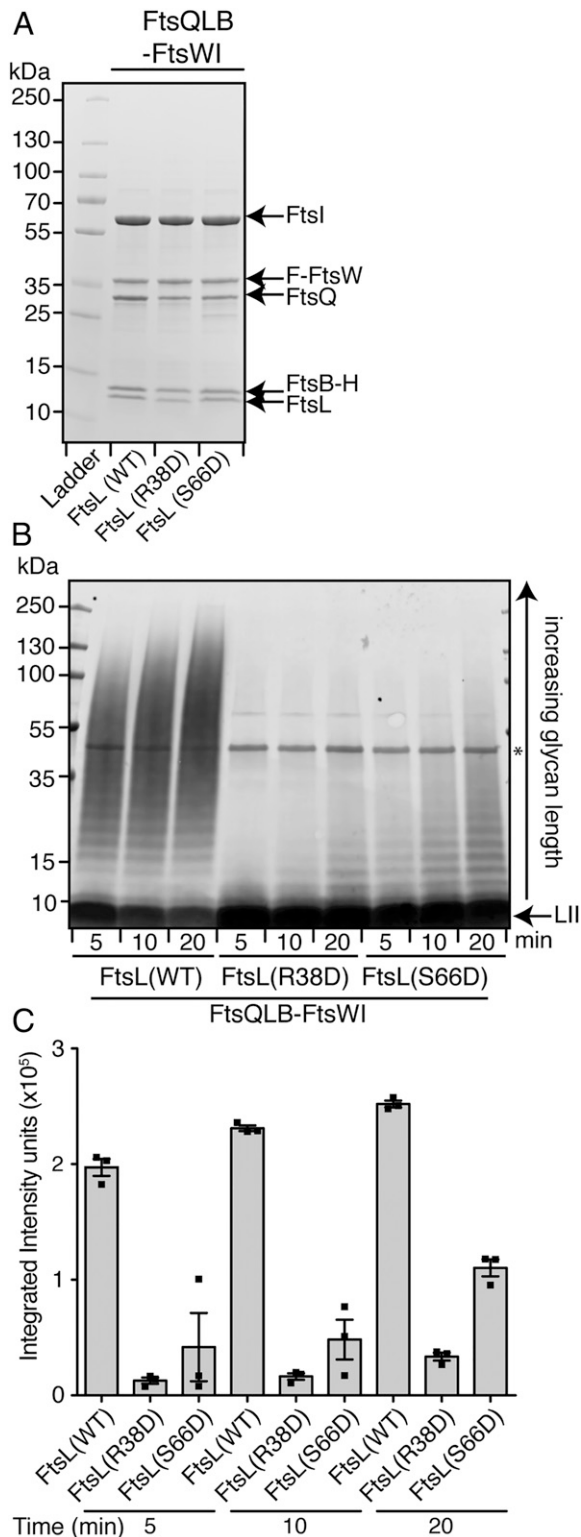 A
FtsQLB
-FtsWI
kDa
250
130
100
70
55
35
25
15
10
FtsI
F-FtsW
FtsQ
FtsB-H
FtsL
Ladder
FtsL (WT)
FtsL (R38D)
FtsL (S66D)
B
kDa
250
130
100
55
35
15
10
*
increasing glycan length
LII
5 10 20 5 10 20 5 10 20 min
FtsL(WT) FtsL(R38D) FtsL(S66D)
FtsQLB-FtsWI
C
Integrated Intensity units (x10⁵)
3
2
1
0
FtsL(WT)
FtsL(R38D)
FtsL(S66D)
FtsL(WT)
FtsL(R38D)
FtsL(S66D)
FtsL(WT)
FtsL(R38D)
FtsL(S66D)
Time (min) 5 10 20